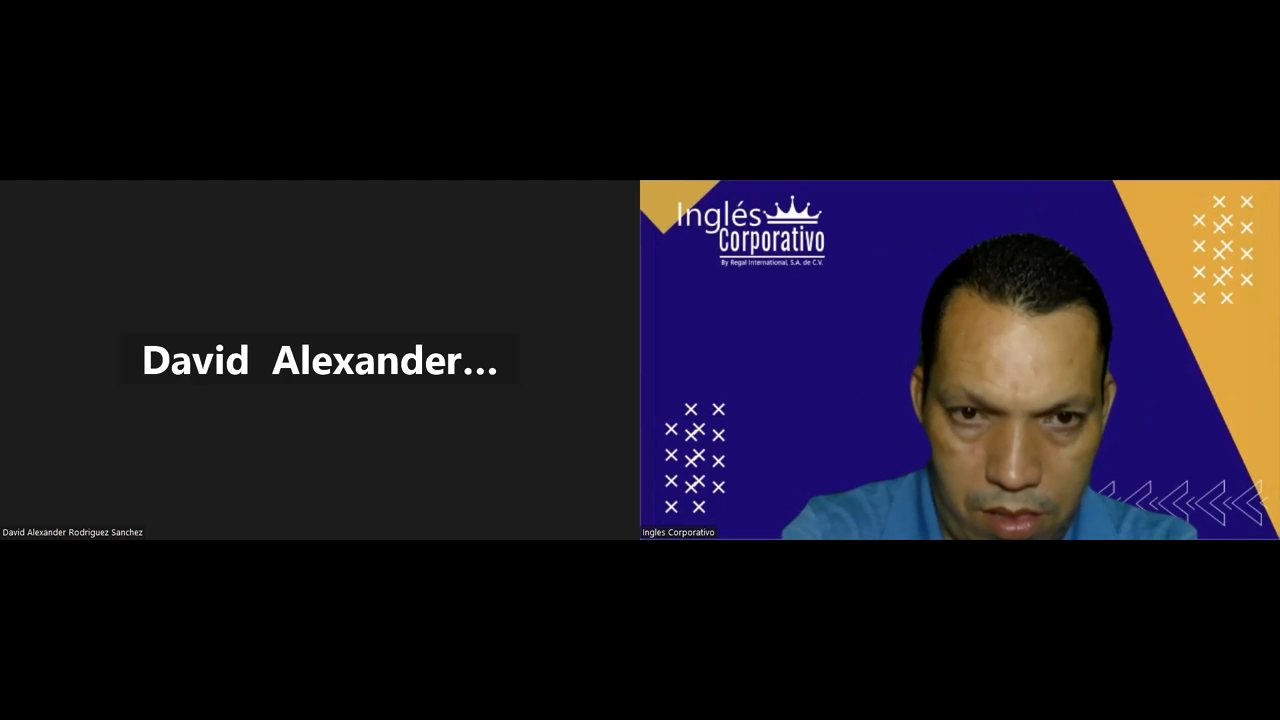 David Alexander...
David Alexander Rodriguez Sanchez
Inglés
Corporativo
By Regal International, S.A. de C.V.
Ingles Corporativo